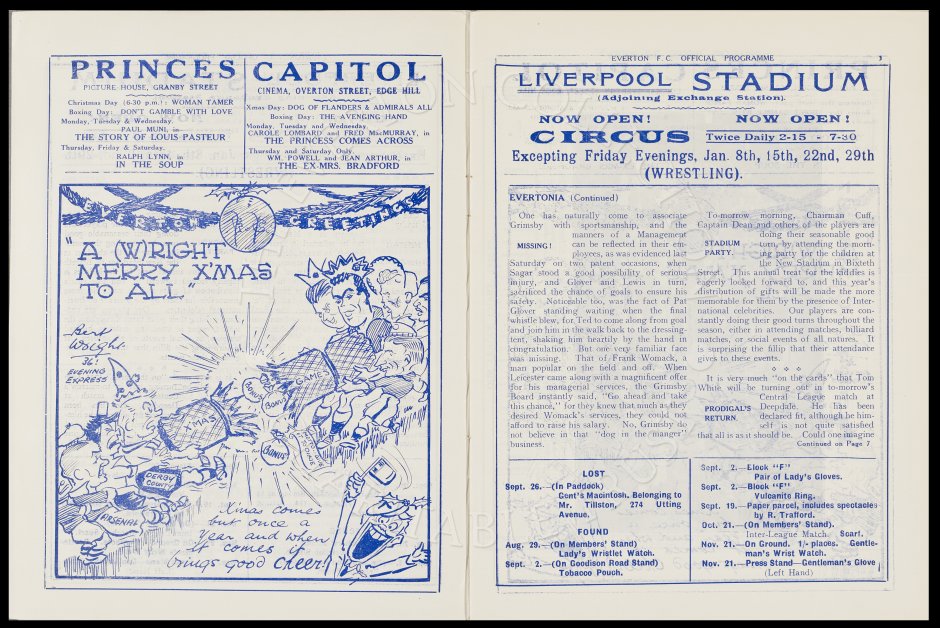 PRINCES
PICTURE HOUSE, GRANBY STREET
Christmas Day (6-30 p.m.): WOMAN TAMER
Boxing Day: DON'T GAMBLE WITH LOVE
Monday, Tuesday & Wednesday,
PAUL MUNI, in
THE STORY OF LOUIS-PASTEUR
Thursday, Friday & Saturday,
RALPH LYNN, in
IN THE SOUP
CAPITOL
CINEMA, OVERTON STREET, EDGE HILL
Xmas Day: DOG OF FLANDERS & ADMIRALS ALL
Boxing Day: THE AVENGING HAND
Monday, Tuesday and Wednesday,
CAROLE LOMBARD and FRED MacMURRAY, in
THE PRINCESS COMES ACROSS
Thursday and Saturday Only,
WM. POWELL and JEAN ARTHUR, in
THE EX-MRS. BRADFORD
EVERTON GREETINGS
"A (W)RIGHT
MERRY X'MAS
TO ALL"
Bert
Wright
36!
EVENING
EXPRESS
X'MAS
GAME
BONUS
BONUS
BONUS
DERBY
COUNTY
ARSENAL
Xmas comes
but once a
year and when
it comes it
brings good cheer!
EVERTON F.C. OFFICIAL PROGRAMME 3
LIVERPOOL STADIUM
(Adjoining Exchange Station).
NOW OPEN! NOW OPEN!
CIRCUS Twice Daily 2-15 - 7-30
Excepting Friday Evenings, Jan. 8th, 15th, 22nd, 29th
(WRESTLING).
EVERTONIA (Continued)
One has naturally come to associate
Grimsby with sportsmanship, and the
manners of a Management
MISSING! can be reflected in their em-
ployees, as was evidenced last
Saturday on two patent occasions, when
Sagar stood a good possibility of serious
injury, and Glover and Lewis in turn,
sacrificed the chance of goals to ensure his
safety. Noticeable too, was the fact of Pat
Glover standing waiting when the final
whistle blew, for Ted to come along from goal
and join him in the walk back to the dressing-
tent, shaking him heartily by the hand in
congratulation. But one very familiar face
was missing. That of Frank Womack, a
man popular on the field and off. When
Leicester came along with a magnificent offer
for his managerial services, the Grimsby
Board instantly said, "Go ahead and take
this chance," for they knew that much as they
desired Womack's services, they could not
afford to raise his salary. No, Grimsby do
not believe in that "dog in the manger"
business.
To-morrow morning, Chairman Cuff,
Captain Dean and others of the players are
doing their seasonable good
STADIUM turn, by attending the morn-
PARTY. ing party for the children at
the New Stadium in Bixteth
Street. This annual treat for the kiddies is
eagerly looked forward to, and this year's
distribution of gifts will be made the more
memorable for them by the presence of Inter-
national celebrities. Our players are con-
stantly doing their good turns throughout the
season, either in attending matches, billiard
matches, or social events of all natures. It
is surprising the fillip that their attendance
gives to these events.
It is very much "on the cards" that Tom
White will be turning out in to-morrow's
Central League match at
PRODIGAL'S Deepdale. He has been
RETURN. declared fit, although he him-
self is not quite satisfied
that all is as it should be. Could one imagine
Continued on Page 7
LOST
Sept. 26.—(In Paddock)
Gent's Macintosh. Belonging to
Mr. Tillston, 274 Utting
Avenue.
FOUND
Aug. 29.—(On Members' Stand)
Lady's Wristlet Watch.
Sept. 2.—(On Goodison Road Stand)
Tobacco Pouch.
Sept. 2.—Block "F"
Pair of Lady's Gloves.
Sept. 2.—Block "F"
Vulcanite Ring.
Sept. 19.—Paper parcel, includes spectacles
by R. Trafford.
Oct. 21.—(On Members' Stand).
Inter-League Match. Scarf.
Nov. 21.—On Ground. 1/- places. Gentle-
man's Wrist Watch.
Nov. 21.—Press Stand—Gentleman's Glove
(Left Hand)